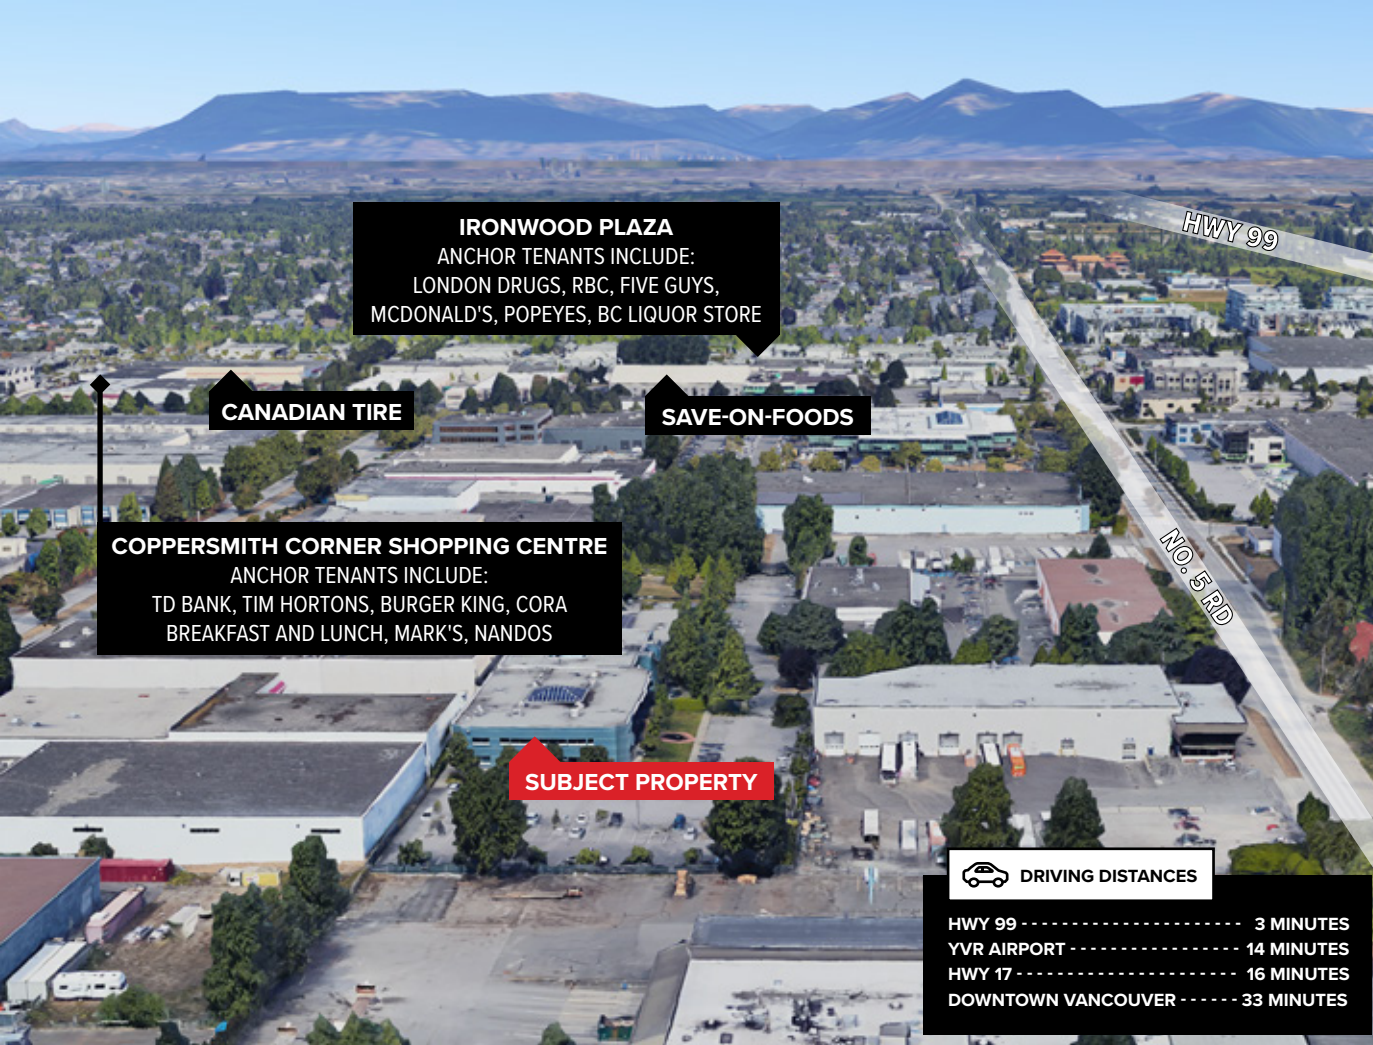 HWY 99
IRONWOOD PLAZA
ANCHOR TENANTS INCLUDE:
LONDON DRUGS, RBC, FIVE GUYS,
MCDONALD'S, POPEYES, BC LIQUOR STORE
CANADIAN TIRE
SAVE-ON-FOODS
COPPERSMITH CORNER SHOPPING CENTRE
ANCHOR TENANTS INCLUDE:
TD BANK, TIM HORTONS, BURGER KING, CORA
BREAKFAST AND LUNCH, MARK'S, NANDOS
NO. 5 RD
SUBJECT PROPERTY
DRIVING DISTANCES
HWY 99 - - - - - - - - - - - - - - - - - - - - - - 3 MINUTES
YVR AIRPORT - - - - - - - - - - - - - - - - - 14 MINUTES
HWY 17 - - - - - - - - - - - - - - - - - - - - - - 16 MINUTES
DOWNTOWN VANCOUVER - - - - - - 33 MINUTES